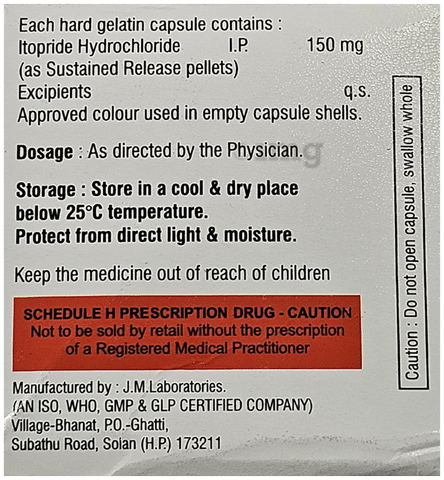 Each hard gelatin capsule contains :
Itopride Hydrochloride I.P. 150 mg
(as Sustained Release pellets)
Excipients q.s.
Approved colour used in empty capsule shells.
Dosage : As directed by the Physician.
Storage : Store in a cool & dry place
below 25°C temperature.
Protect from direct light & moisture.
Keep the medicine out of reach of children
SCHEDULE H PRESCRIPTION DRUG - CAUTION
Not to be sold by retail without the prescription
of a Registered Medical Practitioner
Manufactured by : J.M.Laboratories.
(AN ISO, WHO, GMP & GLP CERTIFIED COMPANY)
Village-Bhanat, P.O.-Ghatti,
Subathu Road, Solan (H.P.) 173211
Caution : Do not open capsule, swallow whole